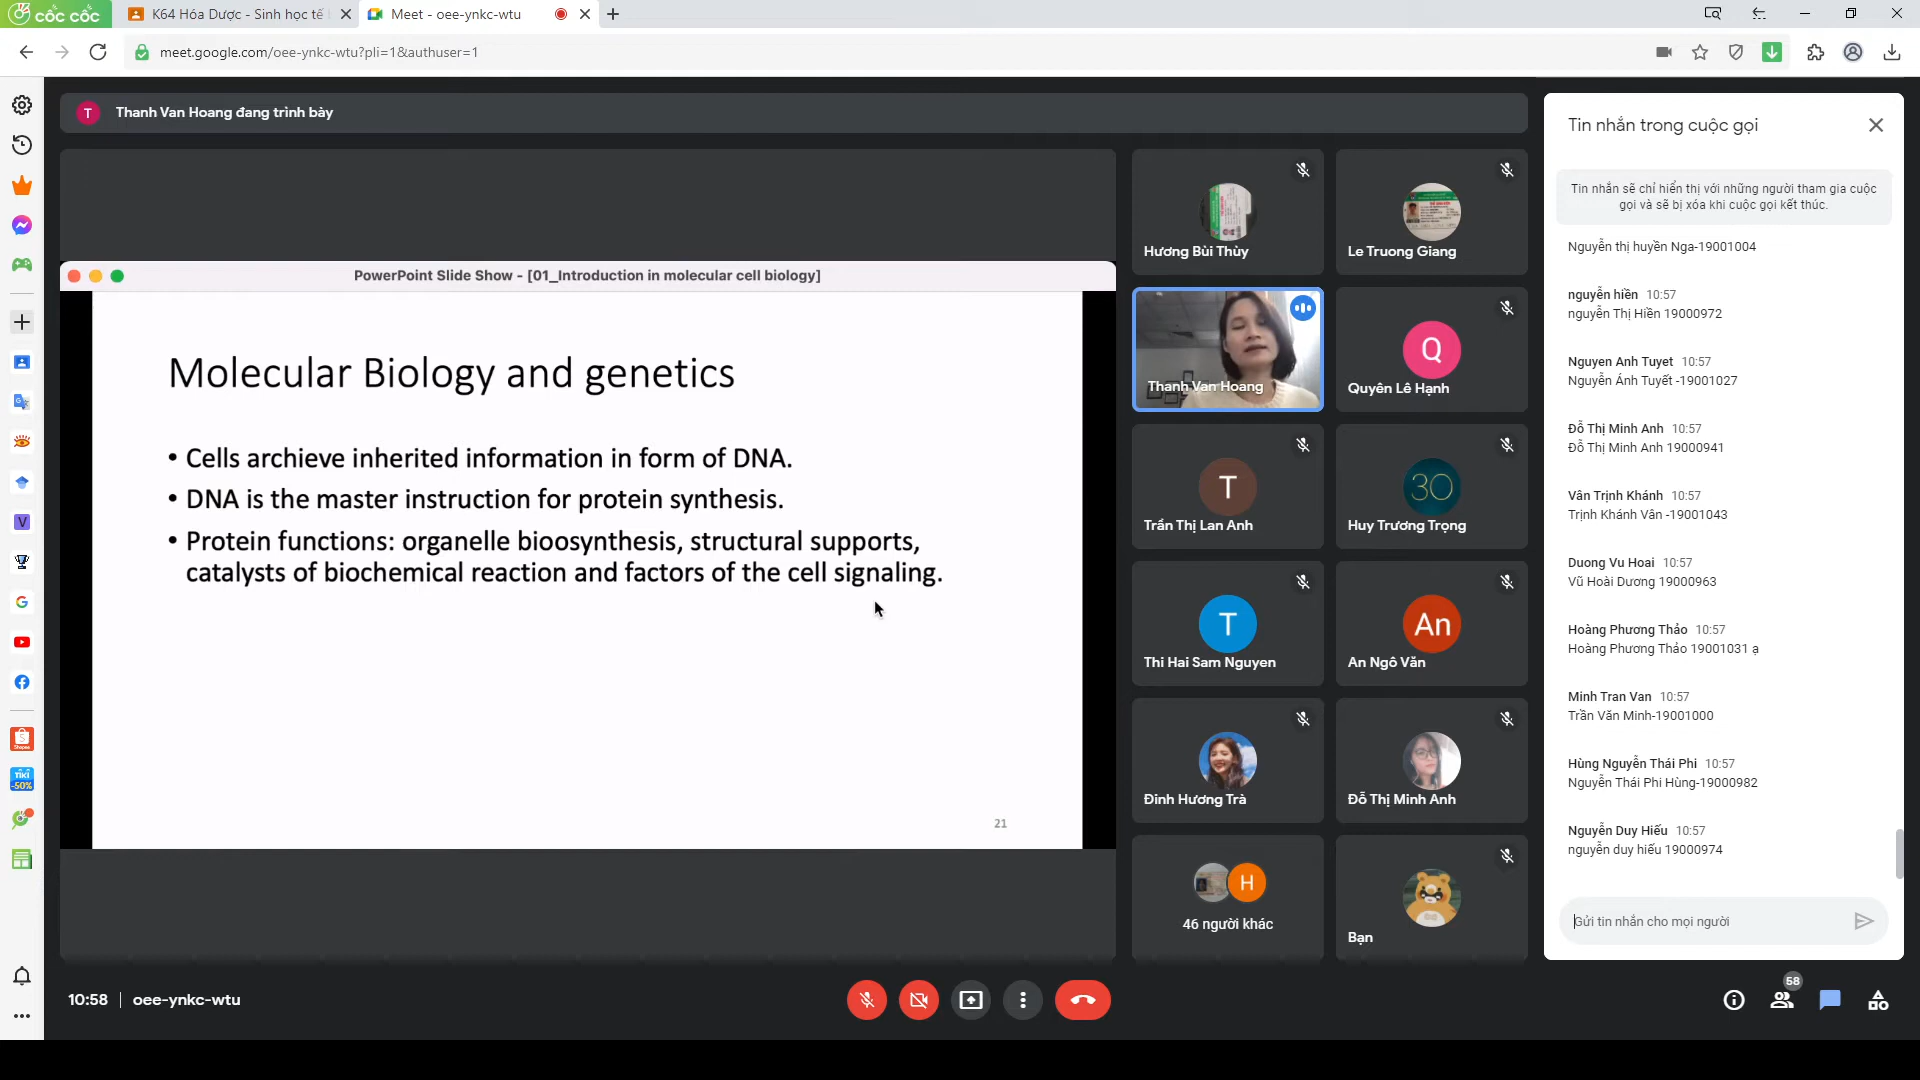 cốc cốc
K64 Hóa Dược - Sinh học tế
Meet - oee-ynkc-wtu
meet.google.com/oee-ynkc-wtu?pli=1&authuser=1
T
Thanh Van Hoang đang trình bày
PowerPoint Slide Show - [01_Introduction in molecular cell biology]
Molecular Biology and genetics
• Cells archieve inherited information in form of DNA.
• DNA is the master instruction for protein synthesis.
• Protein functions: organelle bioosynthesis, structural supports,
catalysts of biochemical reaction and factors of the cell signaling.
21
Hương Bùi Thùy
Le Truong Giang
Thanh Van Hoang
Q
Quyên Lê Hạnh
T
Trần Thị Lan Anh
30
Huy Trương Trọng
T
Thi Hai Sam Nguyen
An
An Ngô Văn
Đinh Hương Trà
Đỗ Thị Minh Anh
H
46 người khác
Bạn
Tin nhắn trong cuộc gọi
Tin nhắn sẽ chỉ hiển thị với những người tham gia cuộc
gọi và sẽ bị xóa khi cuộc gọi kết thúc.
Nguyễn thị huyền Nga-19001004
nguyễn hiền 10:57
nguyễn Thị Hiền 19000972
Nguyen Anh Tuyet 10:57
Nguyễn Ánh Tuyết -19001027
Đỗ Thị Minh Anh 10:57
Đỗ Thị Minh Anh 19000941
Vân Trịnh Khánh 10:57
Trịnh Khánh Vân -19001043
Duong Vu Hoai 10:57
Vũ Hoài Dương 19000963
Hoàng Phương Thảo 10:57
Hoàng Phương Thảo 19001031 ạ
Minh Tran Van 10:57
Trần Văn Minh-19001000
Hùng Nguyễn Thái Phi 10:57
Nguyễn Thái Phi Hùng-19000982
Nguyễn Duy Hiếu 10:57
nguyễn duy hiếu 19000974
Gửi tin nhắn cho mọi người
V
G
Shopee
TIKI
-50%
10:58 | oee-ynkc-wtu
58